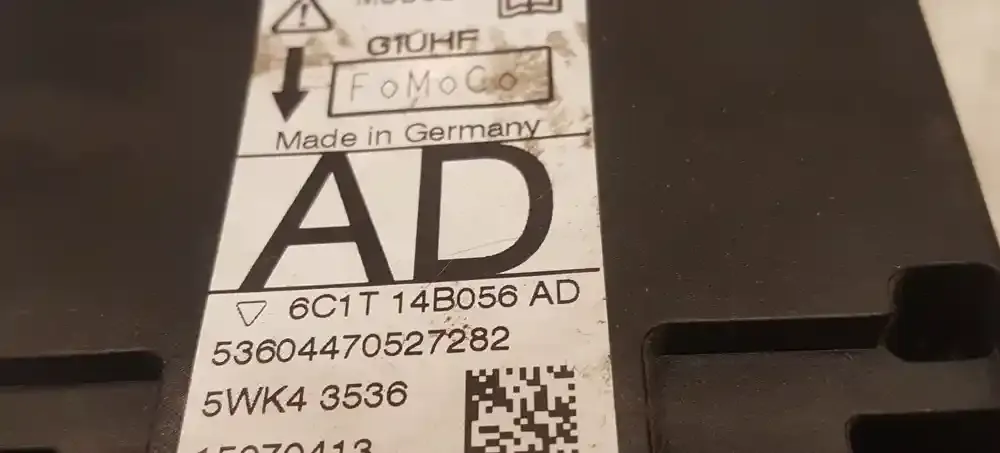 G1UHF
FoMoCo
Made in Germany
AD
6C1T 14B056 AD
53604470527282
5WK4 3536